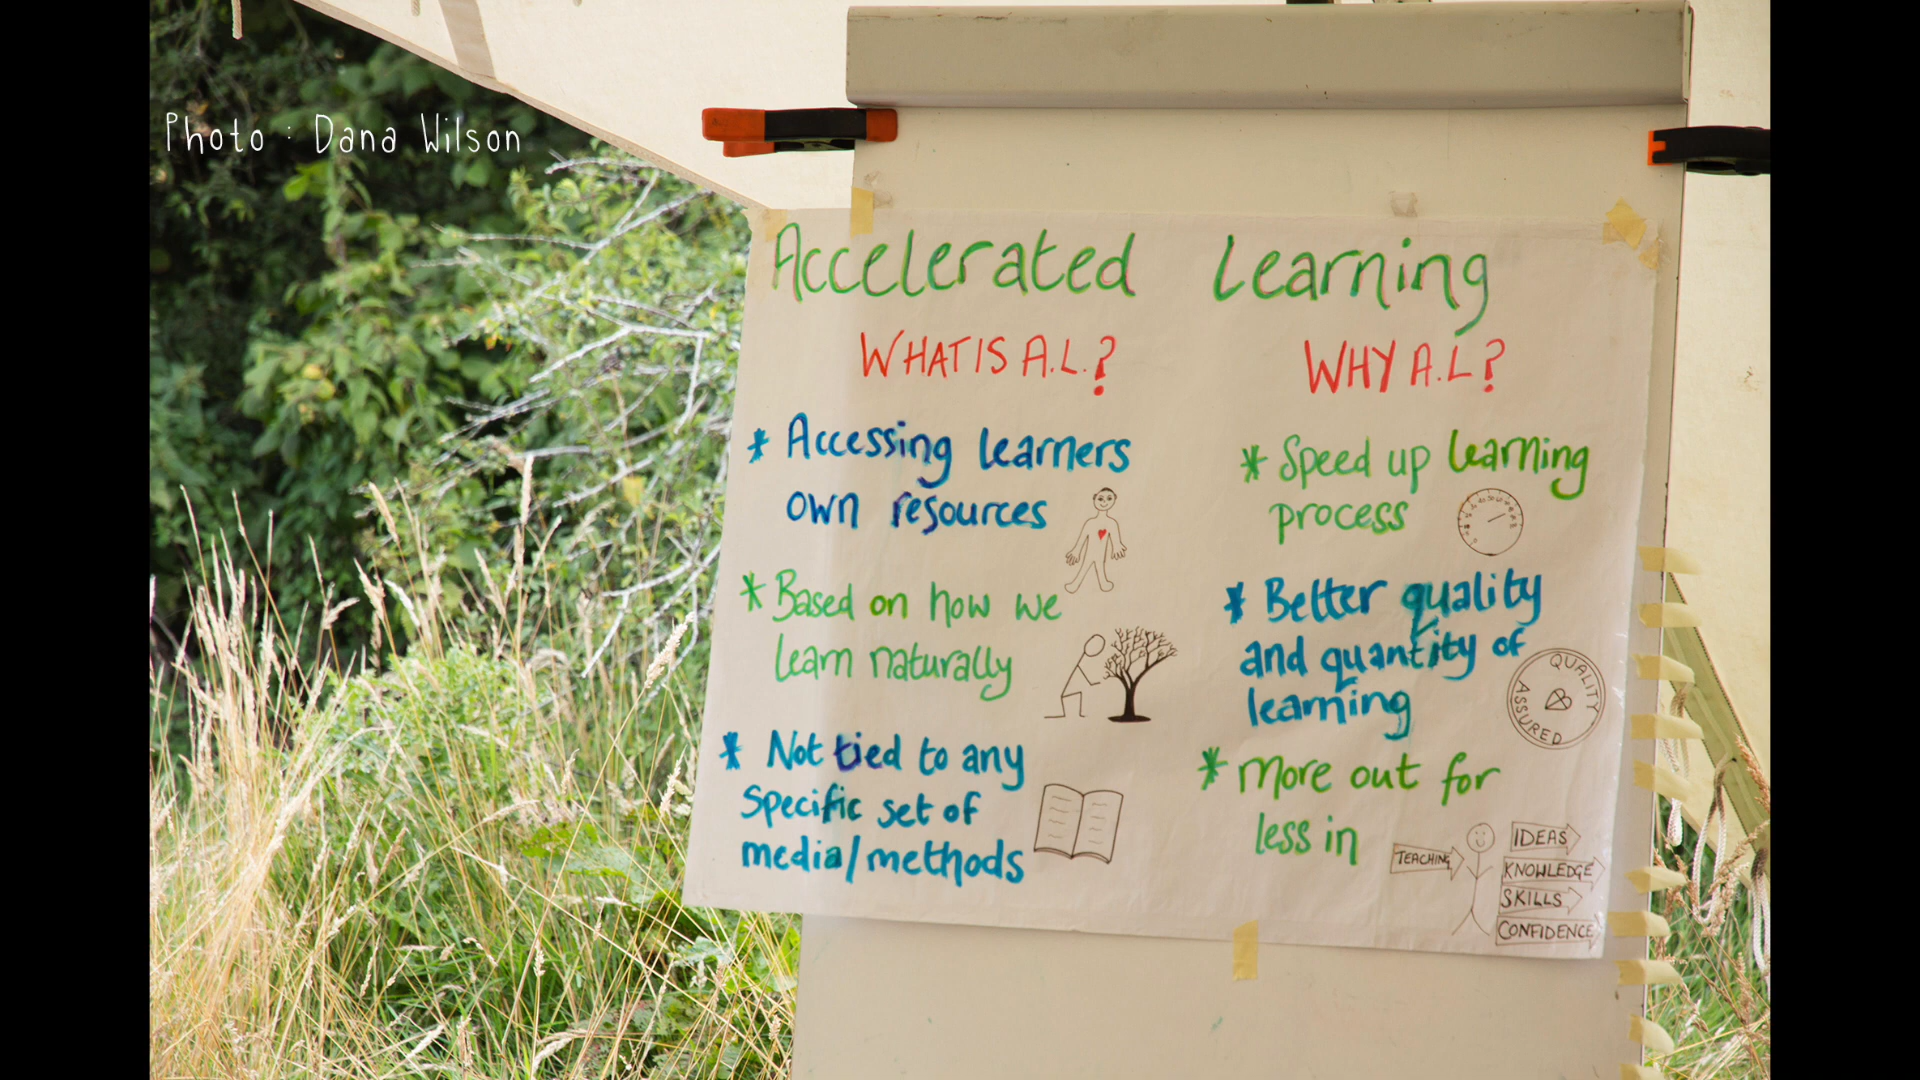 Photo : Dana Wilson
Accelerated Learning
WHAT IS A.L.?
* Accessing learners
own resources
* Based on how we
learn naturally
* Not tied to any
specific set of
media/methods
WHY A.L?
* Speed up learning
process
* Better quality
and quantity of
learning
QUALITY
ASSURED
* More out for
less in
TEACHING
IDEAS
KNOWLEDGE
SKILLS
CONFIDENCE